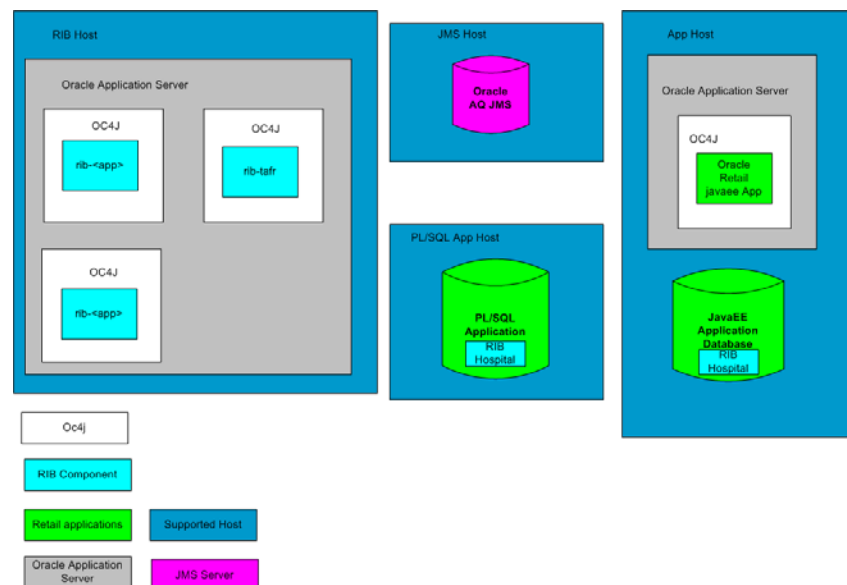 RIB Host
Oracle Application Server
OC4J
rib-<app>
OC4J
rib-tafr
OC4J
rib-<app>
JMS Host
Oracle
AQ JMS
PL/SQL App Host
PL/SQL
Application
RIB
Hospital
App Host
Oracle Application Server
OC4J
Oracle
Retail
javaee App
JavaEE
Application
Database
RIB
Hospital
Oc4j
RIB Component
Retail applications
Supported Host
Oracle Application
Server
JMS Server